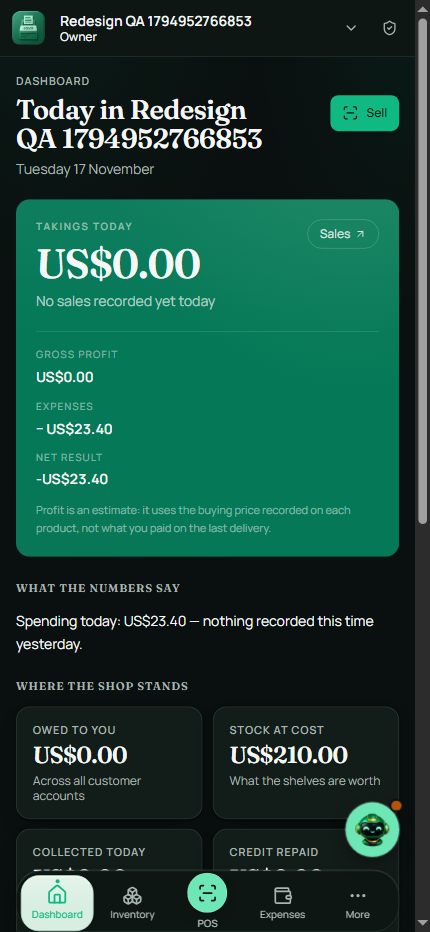 Redesign QA 1794952766853
Owner
DASHBOARD
Today in Redesign
QA 1794952766853
Sell
Tuesday 17 November
TAKINGS TODAY
Sales
US$0.00
No sales recorded yet today
GROSS PROFIT
US$0.00
EXPENSES
− US$23.40
NET RESULT
-US$23.40
Profit is an estimate: it uses the buying price recorded on each
product, not what you paid on the last delivery.
WHAT THE NUMBERS SAY
Spending today: US$23.40 — nothing recorded this time
yesterday.
WHERE THE SHOP STANDS
OWED TO YOU
US$0.00
Across all customer
accounts
STOCK AT COST
US$210.00
What the shelves are worth
COLLECTED TODAY
CREDIT REPAID
Dashboard
Inventory
POS
Expenses
More